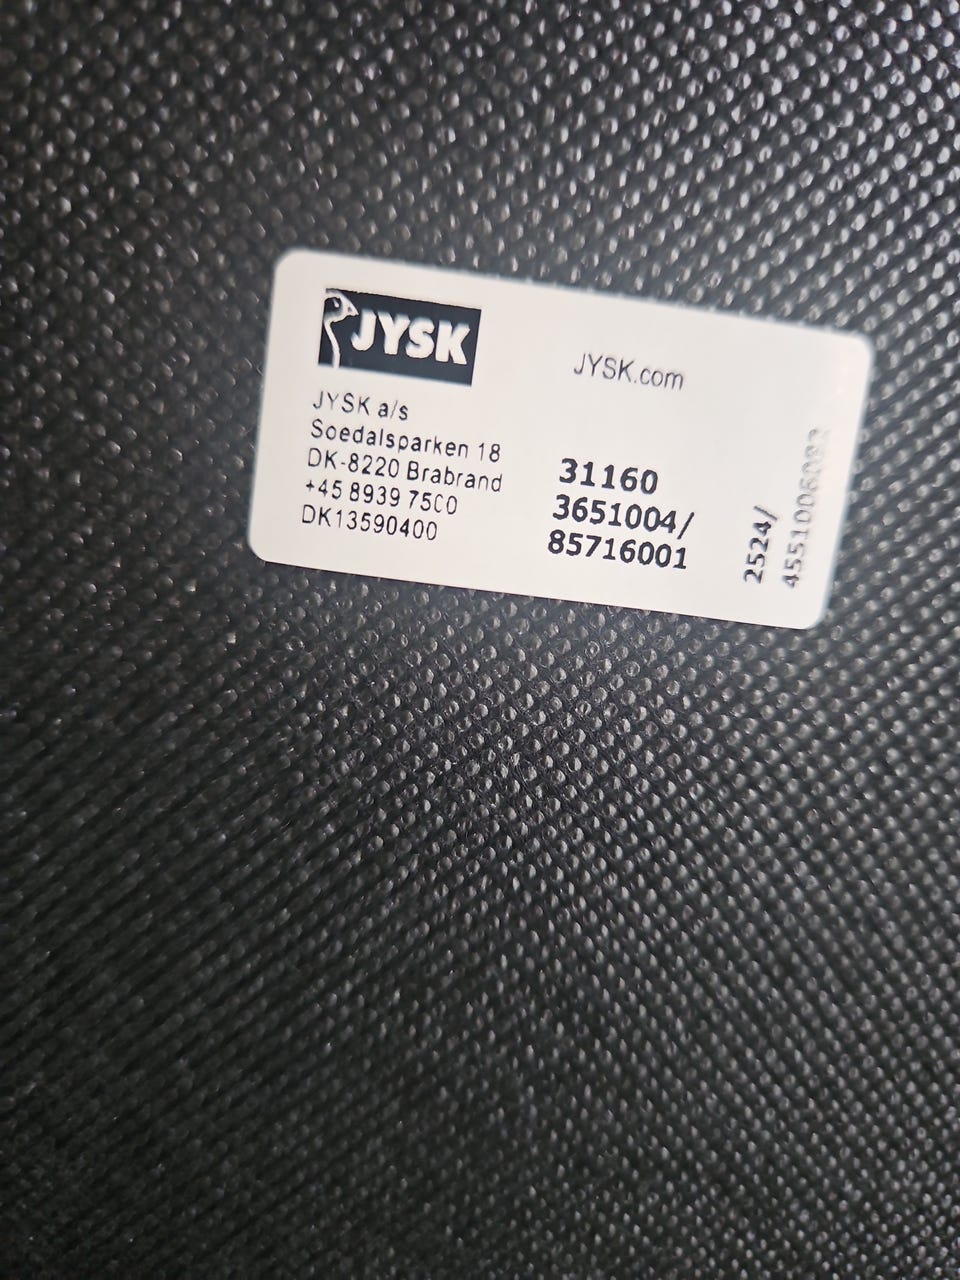 JYSK
JYSK.com
JYSK a/s
Soedalsparken 18
DK-8220 Brabrand
+45 8939 7500
DK13590400
31160
3651004/
85716001
2524/